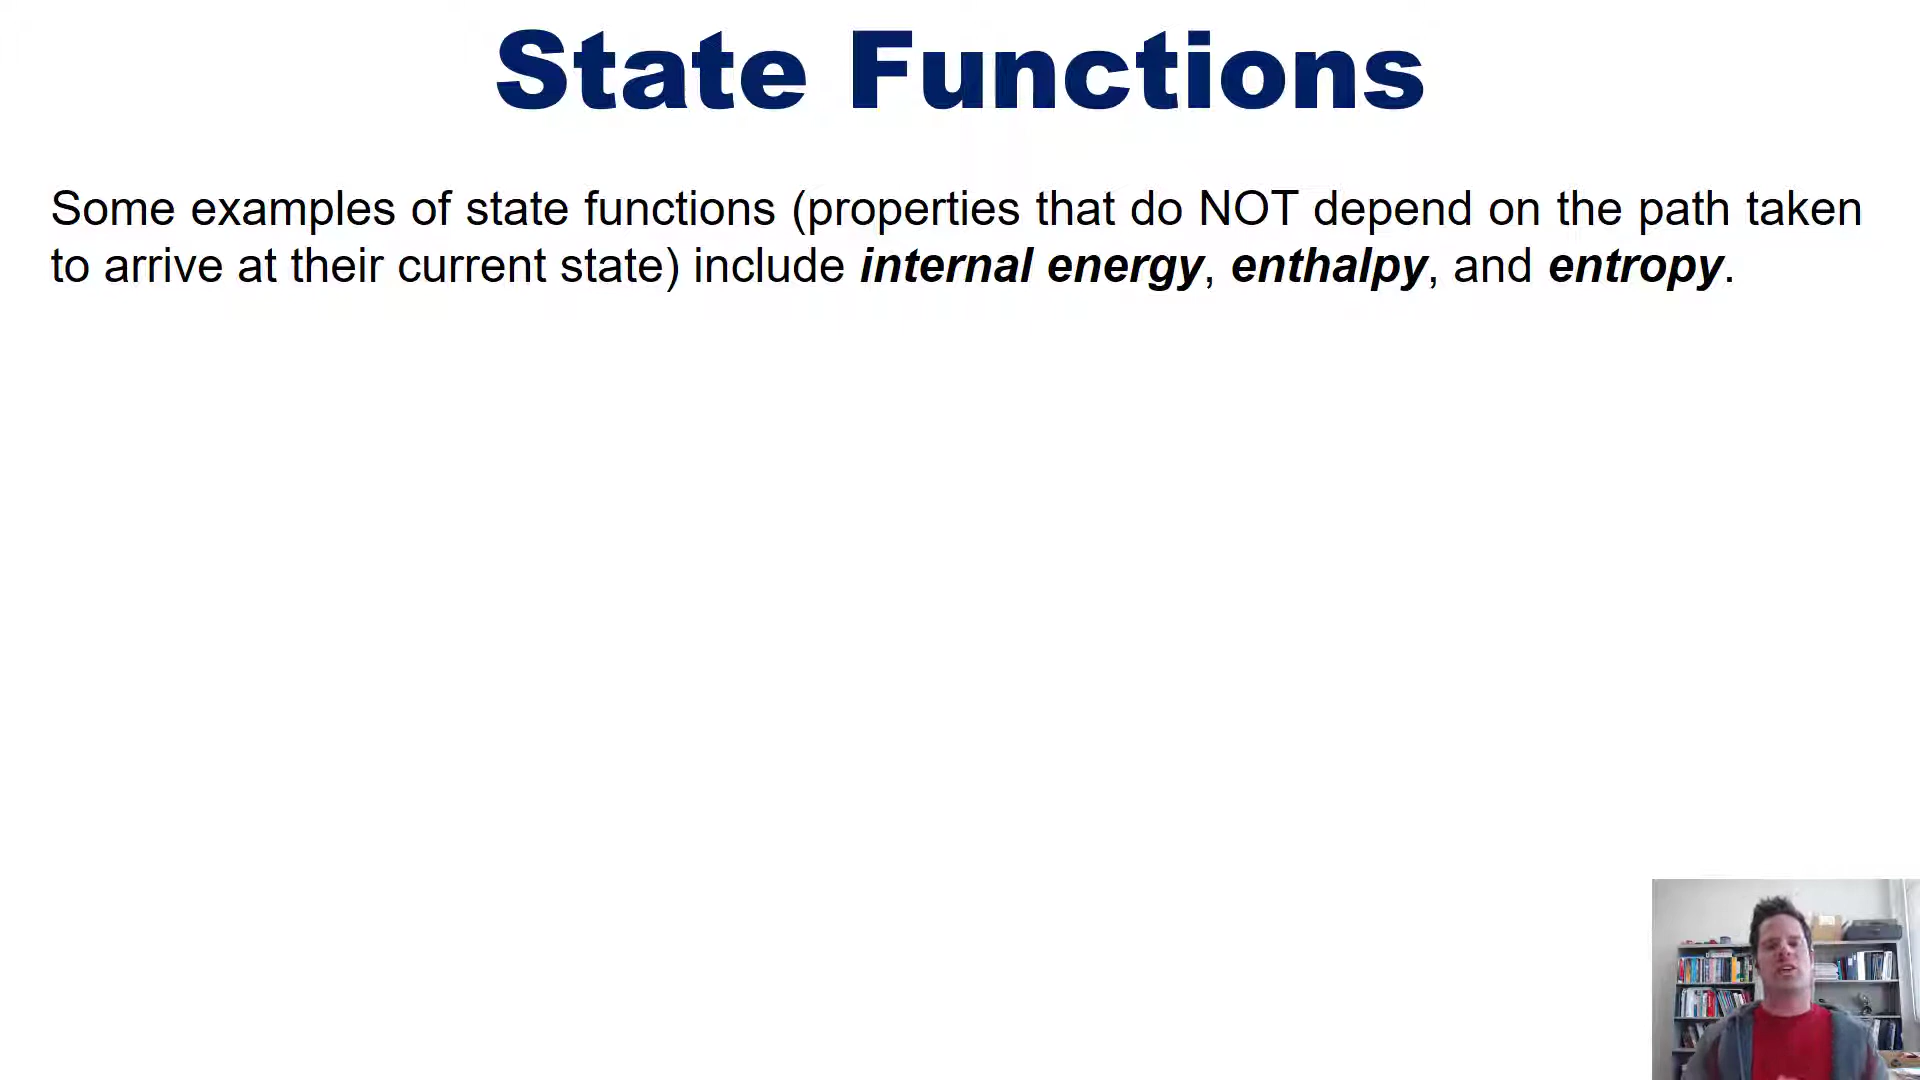 State Functions
Some examples of state functions (properties that do NOT depend on the path taken
to arrive at their current state) include internal energy, enthalpy, and entropy.